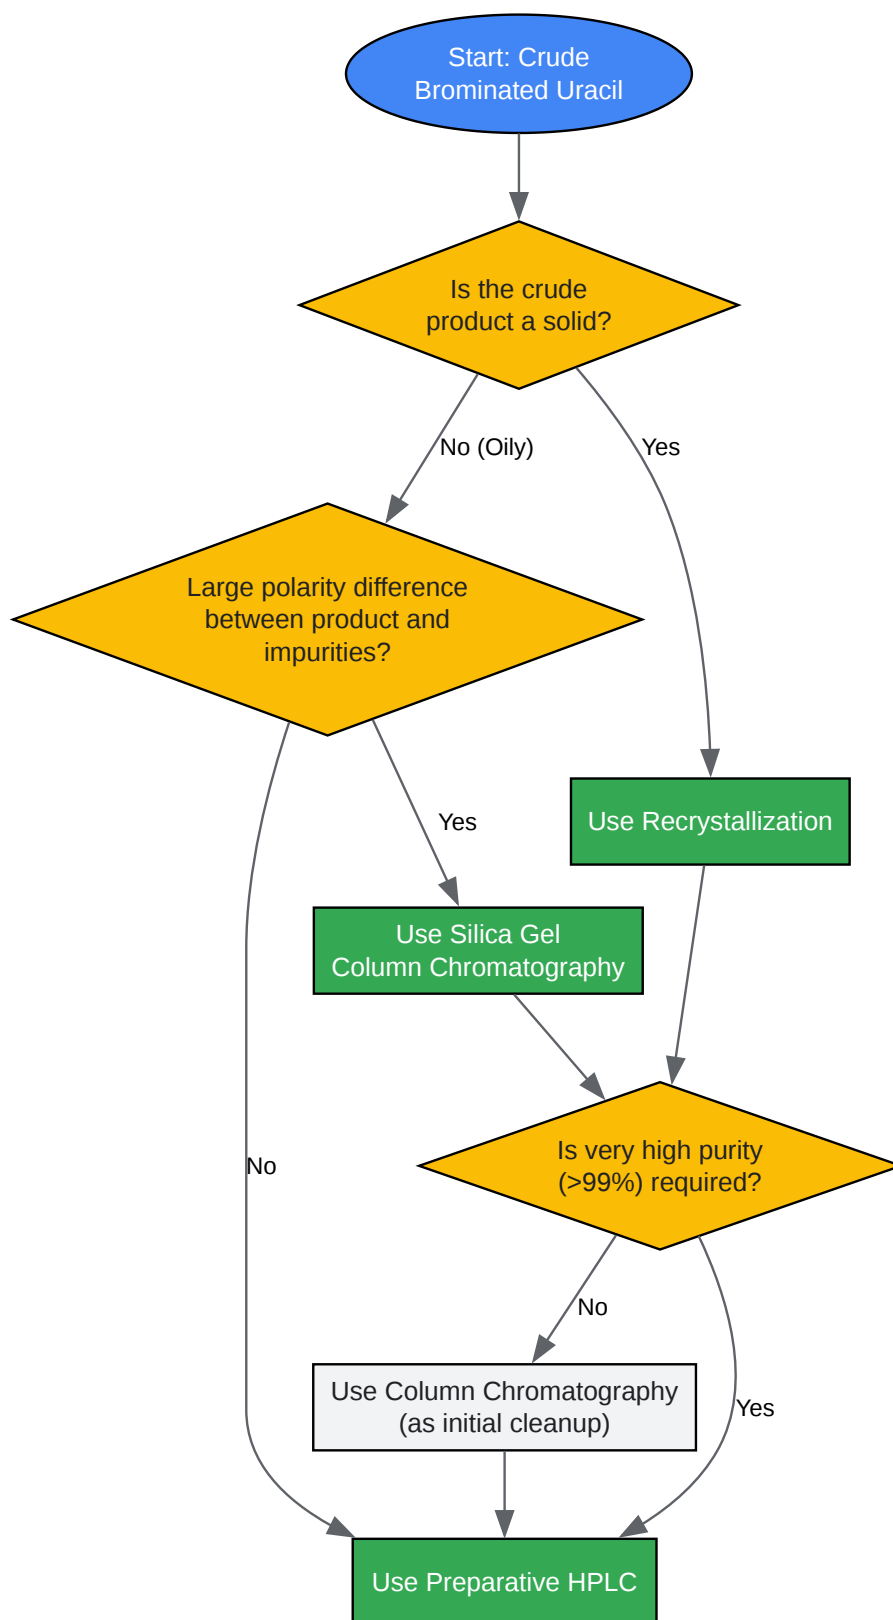 Start: Crude
Brominated Uracil
Is the crude
product a solid?
No (Oily)
Yes
Large polarity difference
between product and
impurities?
Yes
Use Recrystallization
Use Silica Gel
Column Chromatography
No
Is very high purity
(>99%) required?
No
Use Column Chromatography
(as initial cleanup)
Yes
Use Preparative HPLC